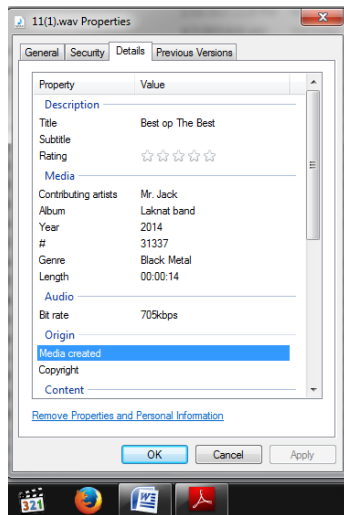 11(1).wav Properties
General Security Details Previous Versions
Property Value
Description
Title Best op The Best
Subtitle
Rating
Media
Contributing artists Mr. Jack
Album Laknat band
Year 2014
# 31337
Genre Black Metal
Length 00:00:14
Audio
Bit rate 705kbps
Origin
Media created
Copyright
Content
Remove Properties and Personal Information
OK Cancel Apply
321 W